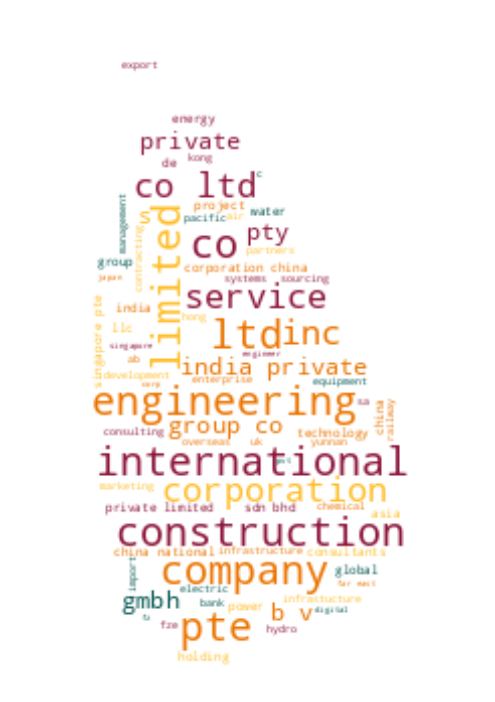 export
energy
private
de kong
co ltd c
management
project
s pacific air water
limited
contracting
co pty
partners
group corporation china
japan systems sourcing
service
singapore pte
india
hong
llc ltd inc
singapore
ab engineer
india private
development enterprise equipment
corp
engineering sa
china
railway
group co
consulting technology
overseas uk yunnan
international
marketing corporation
private limited sdn bhd chemical
asia
construction
china national infrastructure consultants
company global
import far east
electric
gmbh bank power infrastucture
b v digital
fze pte hydro
holding